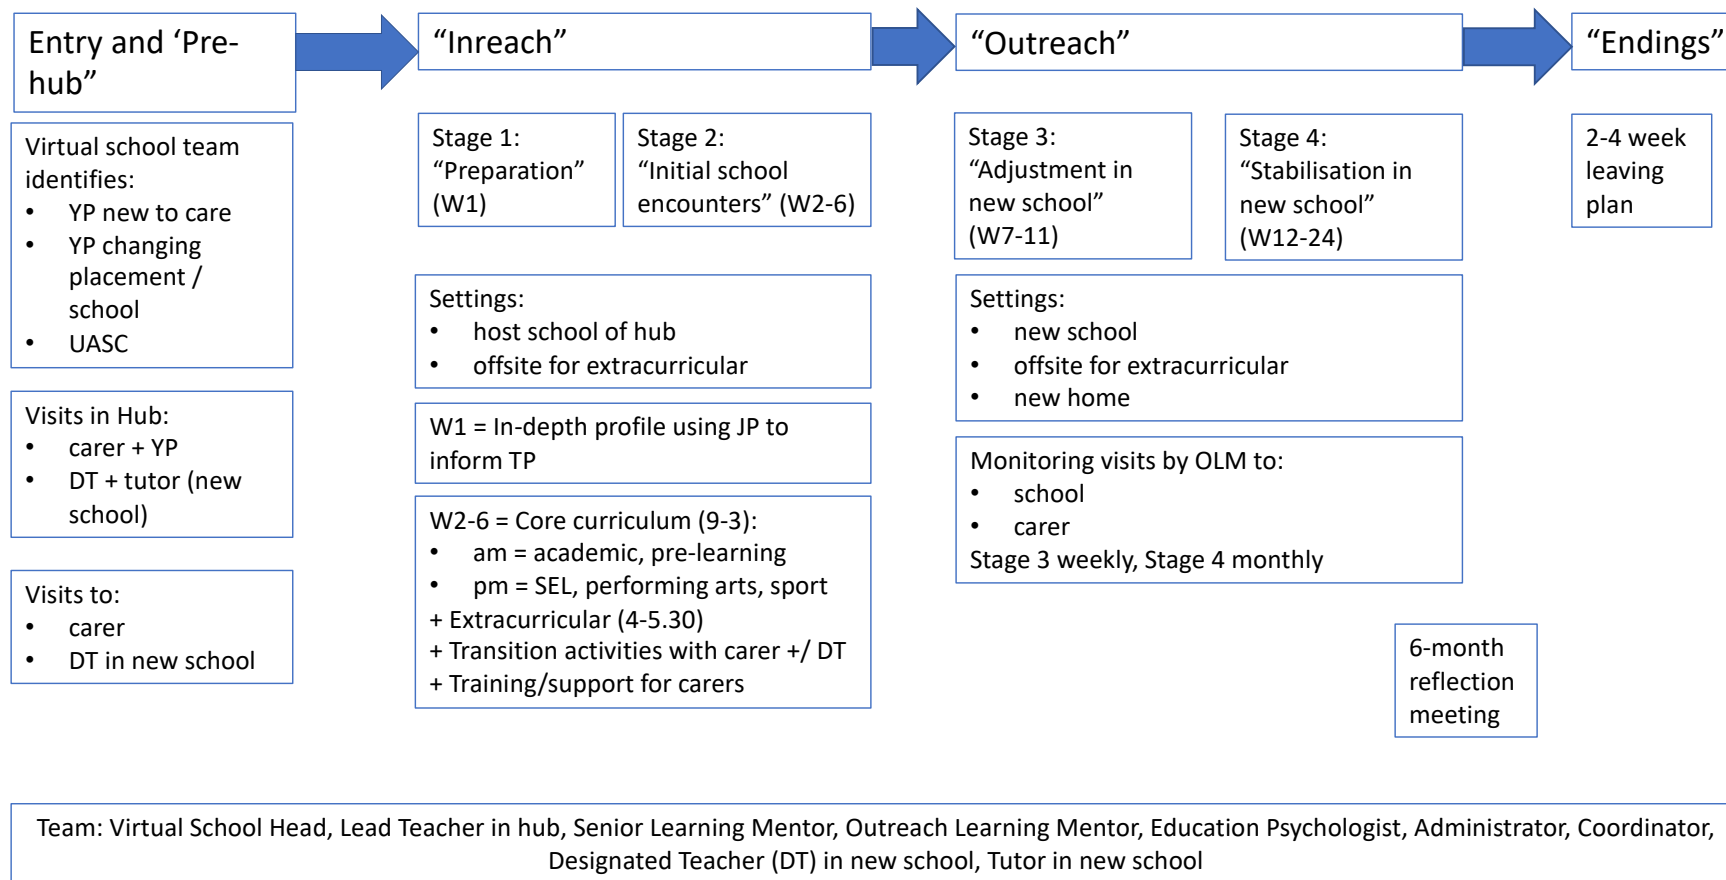 Entry and ‘Pre-
hub”
“Inreach”
“Outreach”
“Endings”
Virtual school team
identifies:
• YP new to care
• YP changing
placement /
school
• UASC
Visits in Hub:
• carer + YP
• DT + tutor (new
school)
Visits to:
• carer
• DT in new school
Stage 1:
“Preparation”
(W1)
Stage 2:
“Initial school
encounters” (W2-6)
Settings:
• host school of hub
• offsite for extracurricular
W1 = In-depth profile using JP to
inform TP
W2-6 = Core curriculum (9-3):
• am = academic, pre-learning
• pm = SEL, performing arts, sport
+ Extracurricular (4-5.30)
+ Transition activities with carer +/ DT
+ Training/support for carers
Stage 3:
“Adjustment in
new school”
(W7-11)
Stage 4:
“Stabilisation in
new school”
(W12-24)
Settings:
• new school
• offsite for extracurricular
• new home
Monitoring visits by OLM to:
• school
• carer
Stage 3 weekly, Stage 4 monthly
6-month
reflection
meeting
2-4 week
leaving
plan
Team: Virtual School Head, Lead Teacher in hub, Senior Learning Mentor, Outreach Learning Mentor, Education Psychologist, Administrator, Coordinator,
Designated Teacher (DT) in new school, Tutor in new school